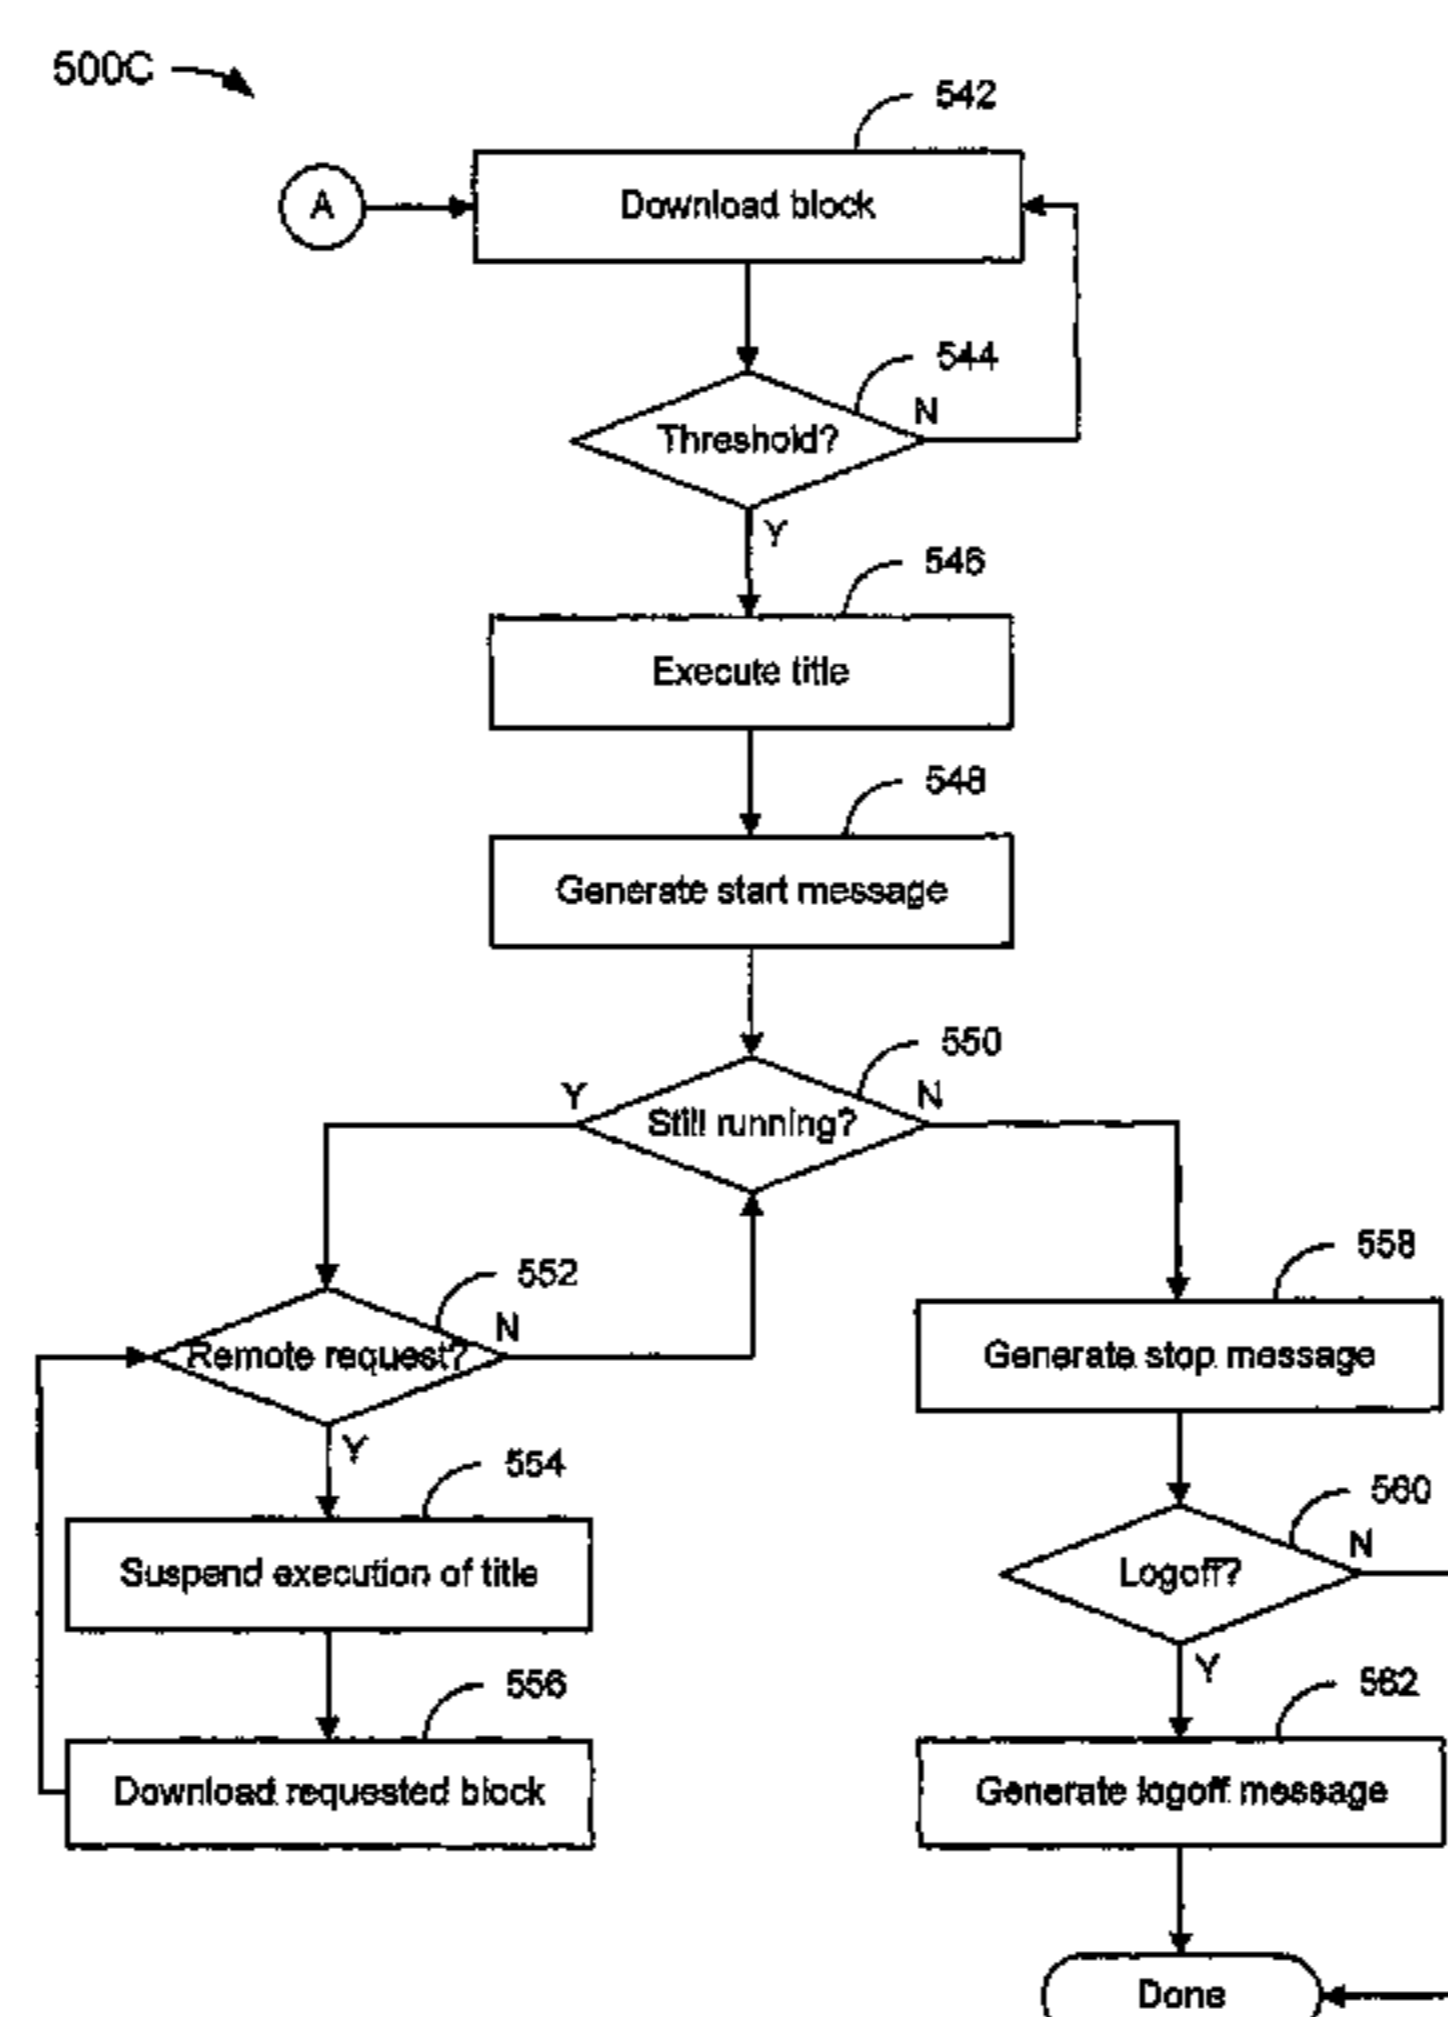 500C
542
A
Download block
544
N
Threshold?
Y
546
Execute title
548
Generate start message
550
Y
N
Still running?
558
552
N
Remote request?
Generate stop message
Y
554
560
N
Suspend execution of title
Logoff?
Y
556
562
Download requested block
Generate logoff message
Done